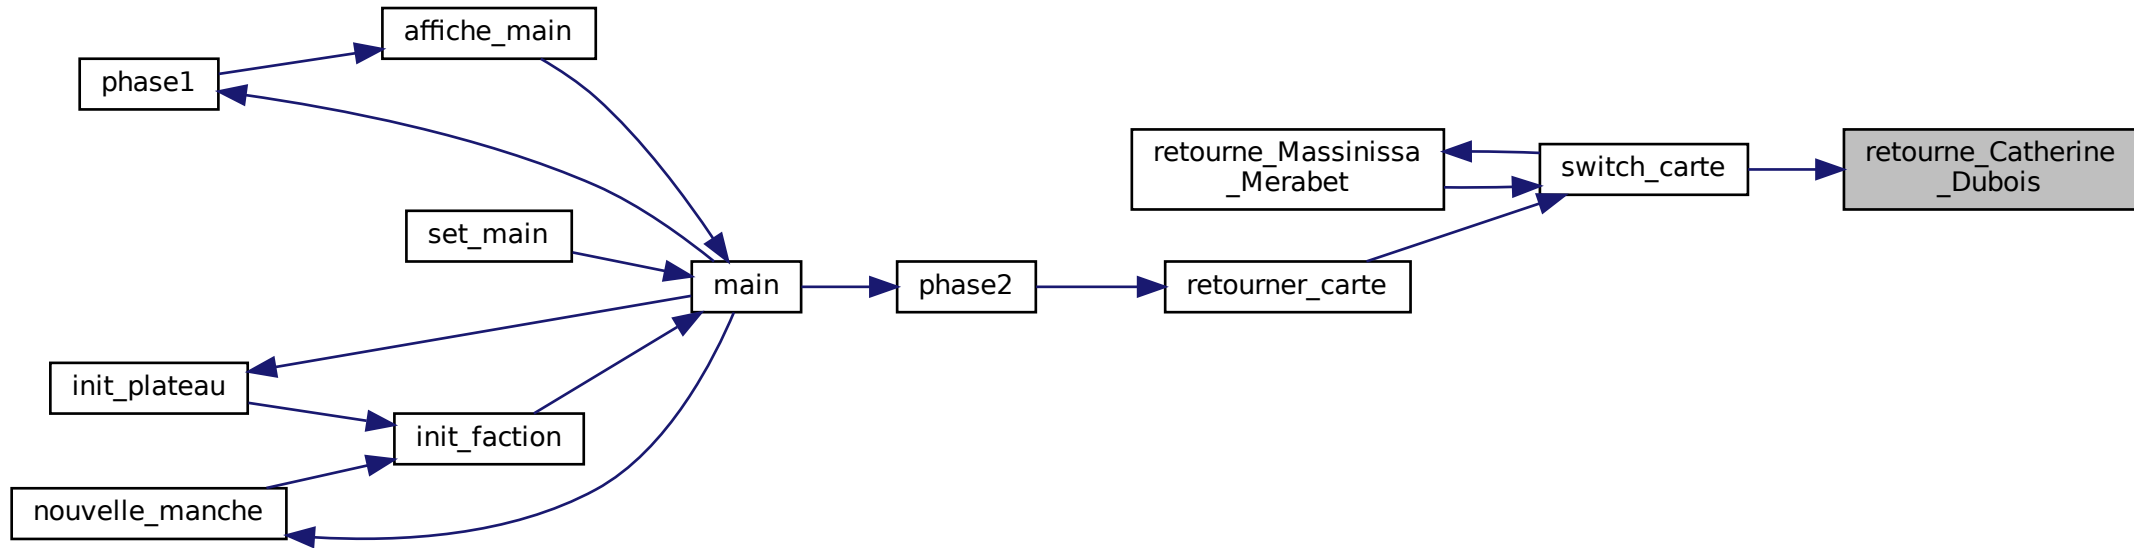 affiche_main
phase1
retourne_Massinissa
_Merabet
switch_carte
retourne_Catherine
_Dubois
set_main
main
phase2
retourner_carte
init_plateau
init_faction
nouvelle_manche